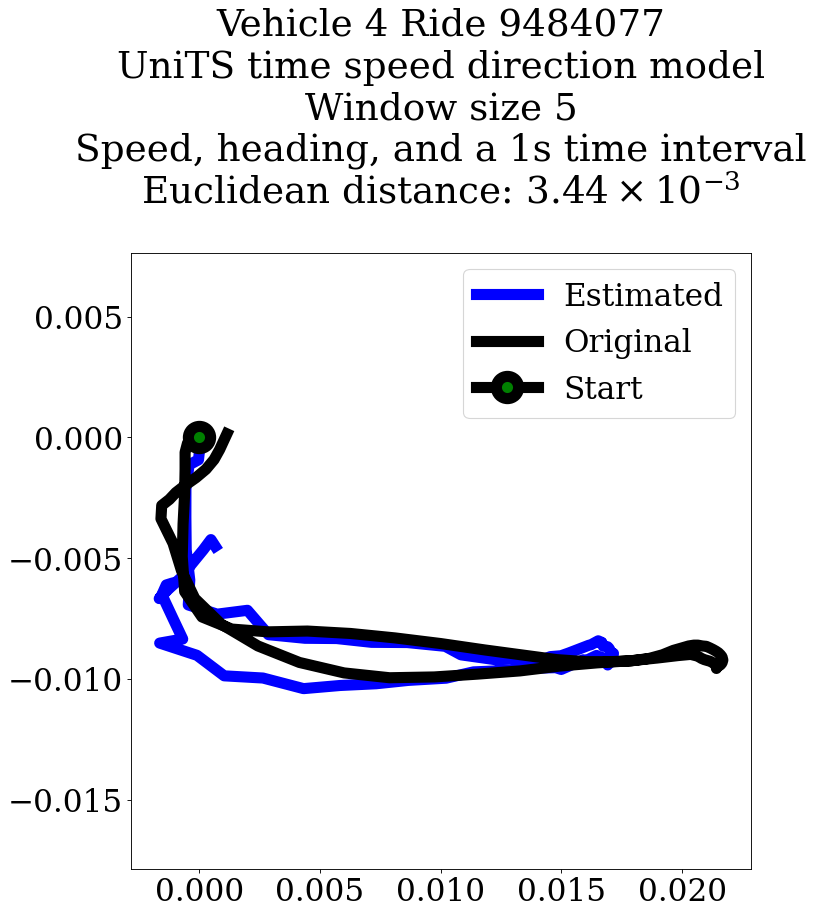 Vehicle 4 Ride 9484077
UniTS time speed direction model
Window size 5
Speed, heading, and a 1s time interval
Euclidean distance: 3.44 × 10⁻³
Estimated
Original
Start
0.005
0.000
−0.005
−0.010
−0.015
0.000 0.005 0.010 0.015 0.020